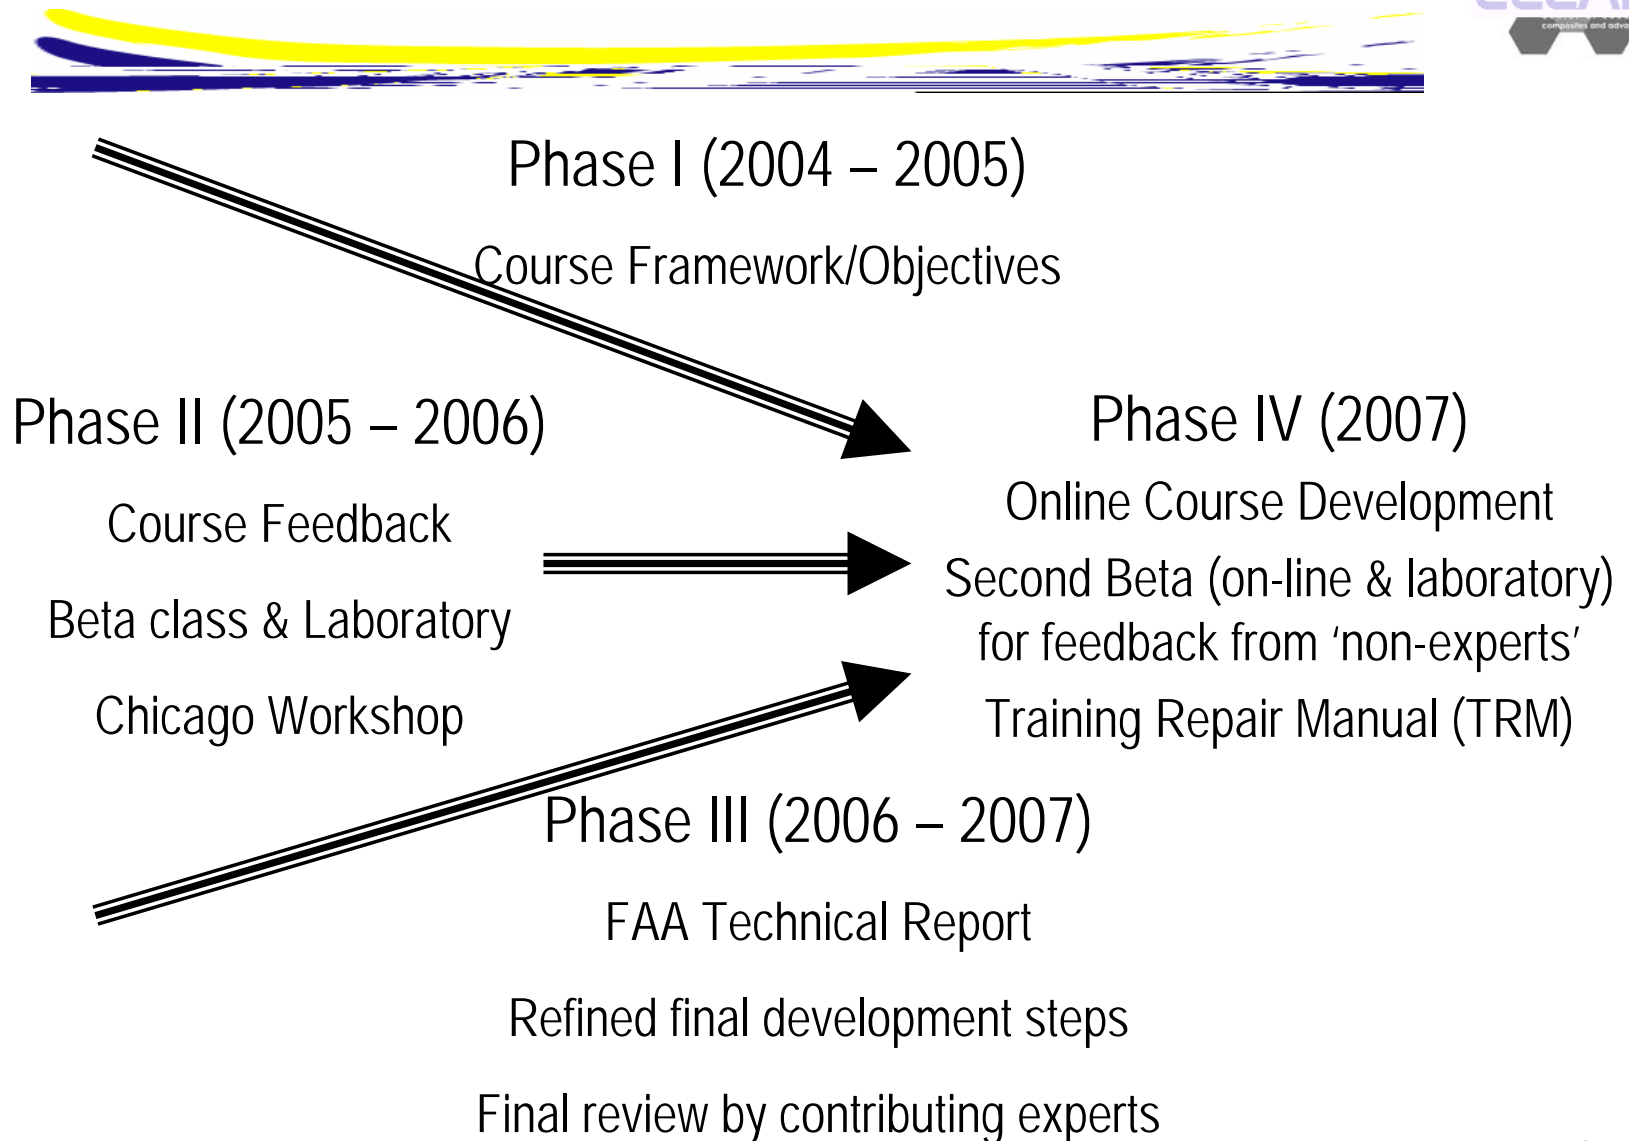 Phase I (2004 – 2005)
Course Framework/Objectives
Phase II (2005 – 2006)
Course Feedback
Beta class & Laboratory
Chicago Workshop
Phase IV (2007)
Online Course Development
Second Beta (on-line & laboratory)
for feedback from ‘non-experts’
Training Repair Manual (TRM)
Phase III (2006 – 2007)
FAA Technical Report
Refined final development steps
Final review by contributing experts
composites and